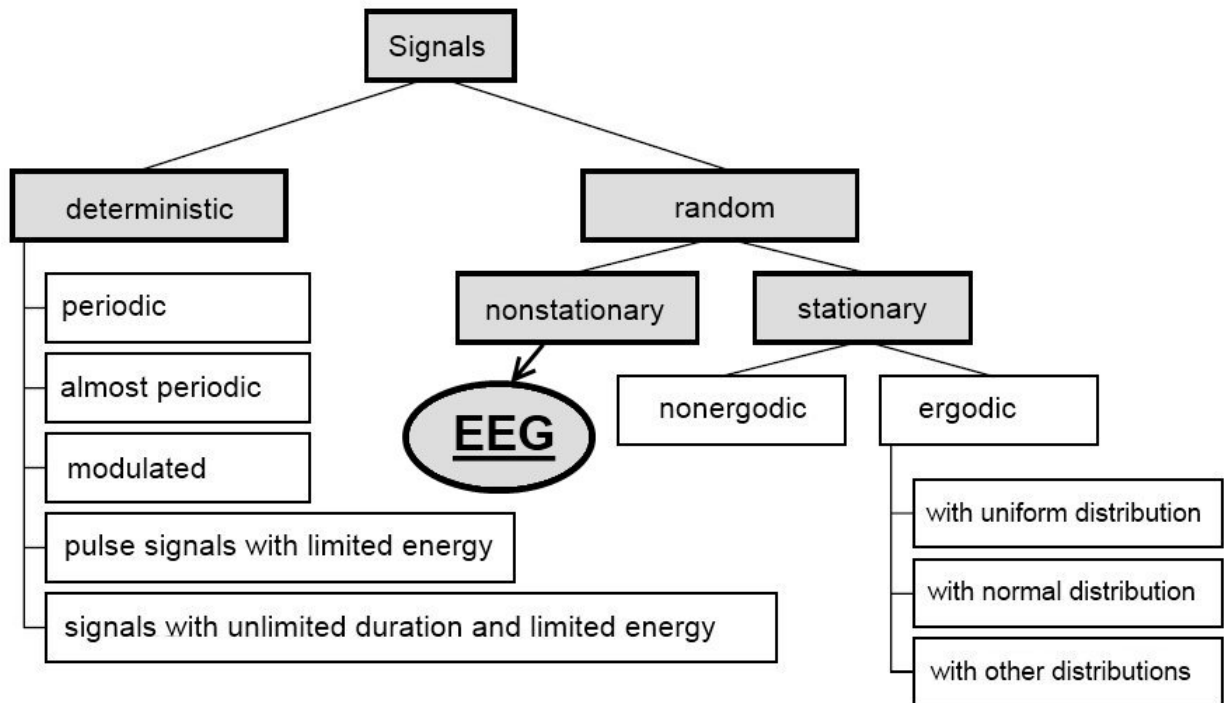 Signals
deterministic
random
periodic
almost periodic
modulated
pulse signals with limited energy
signals with unlimited duration and limited energy
nonstationary
stationary
EEG
nonergodic
ergodic
with uniform distribution
with normal distribution
with other distributions